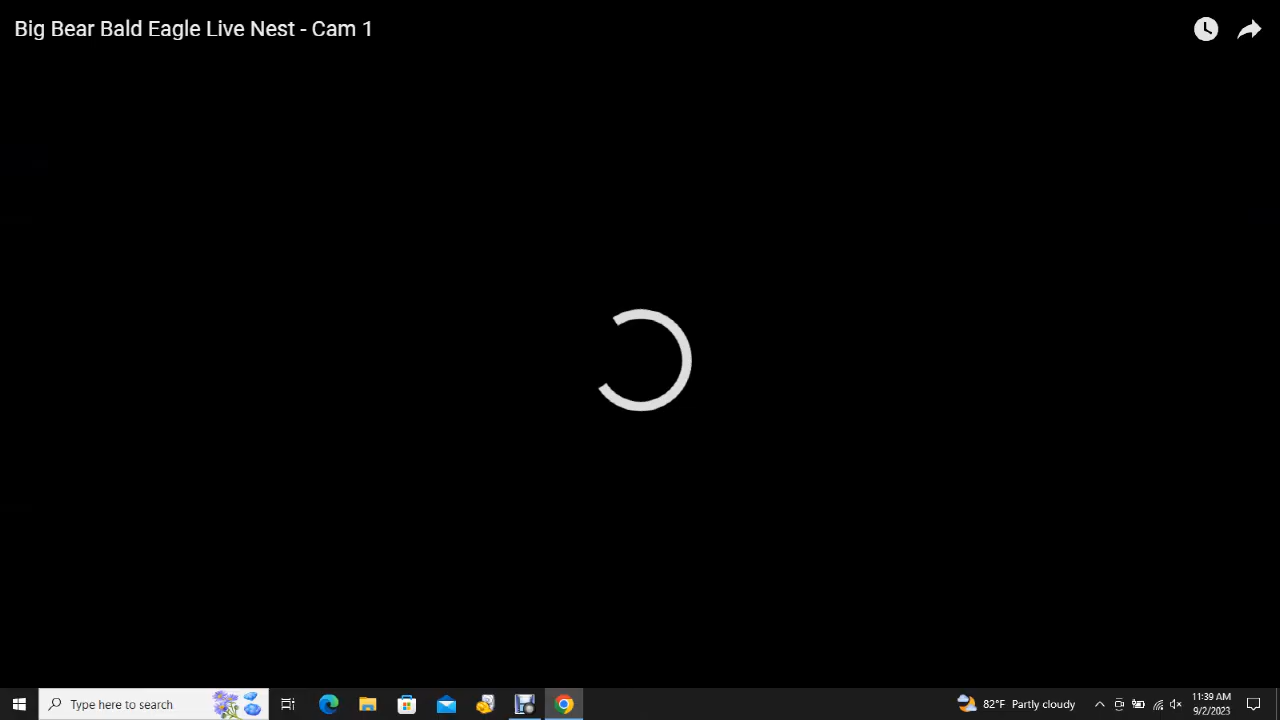 Big Bear Bald Eagle Live Nest - Cam 1
Type here to search
82°F Partly cloudy
11:39 AM
9/2/2023